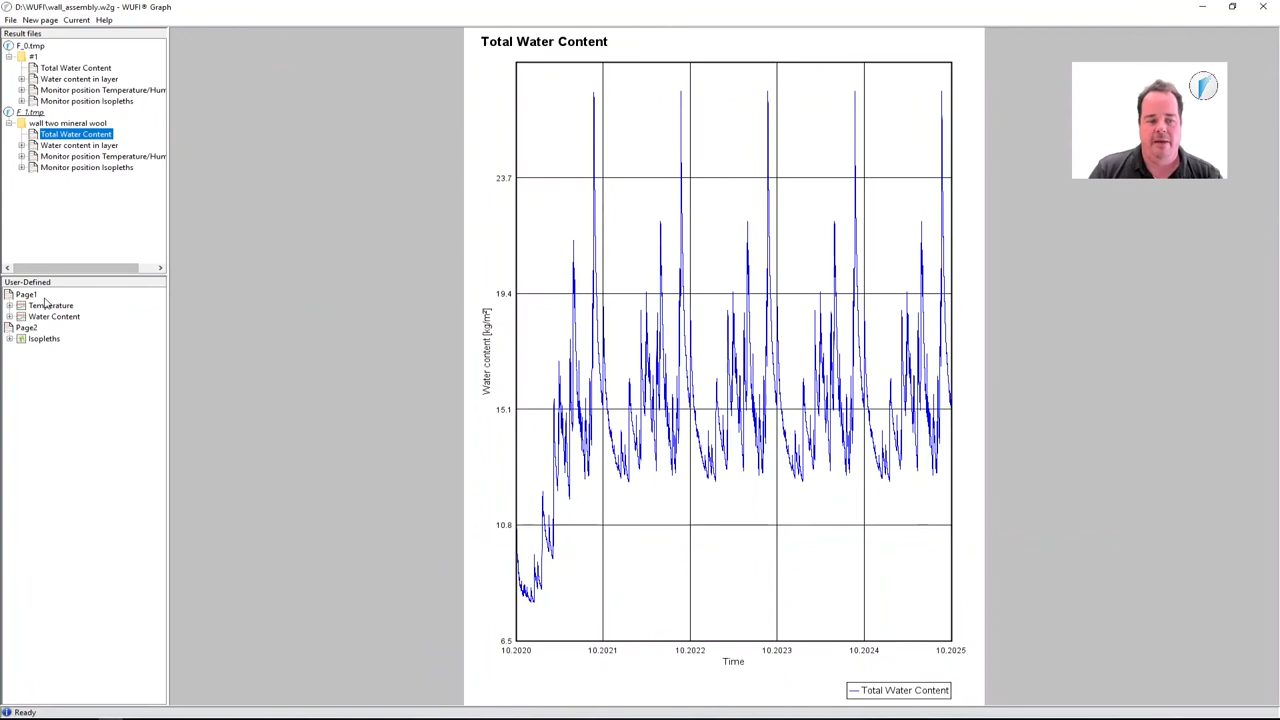 D:\WUFI\wall_assembly.w2g - WUFI® Graph
File New page Current Help
Result files
F_0.tmp
#1
Total Water Content
Water content in layer
Monitor position Temperature/Hum
Monitor position Isopleths
F_1.tmp
wall two mineral wool
Total Water Content
Water content in layer
Monitor position Temperature/Hum
Monitor position Isopleths
User-Defined
Page1
Temperature
Water Content
Page2
Isopleths
Ready
Total Water Content
Water content [kg/m²]
23.7
19.4
15.1
10.8
6.5
10.2020 10.2021 10.2022 10.2023 10.2024 10.2025
Time
Total Water Content